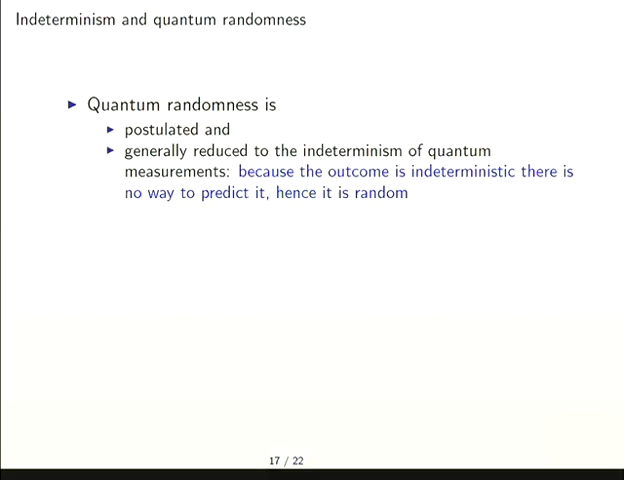 Indeterminism and quantum randomness
Quantum randomness is
postulated and
generally reduced to the indeterminism of quantum
measurements: because the outcome is indeterministic there is
no way to predict it, hence it is random
17 / 22